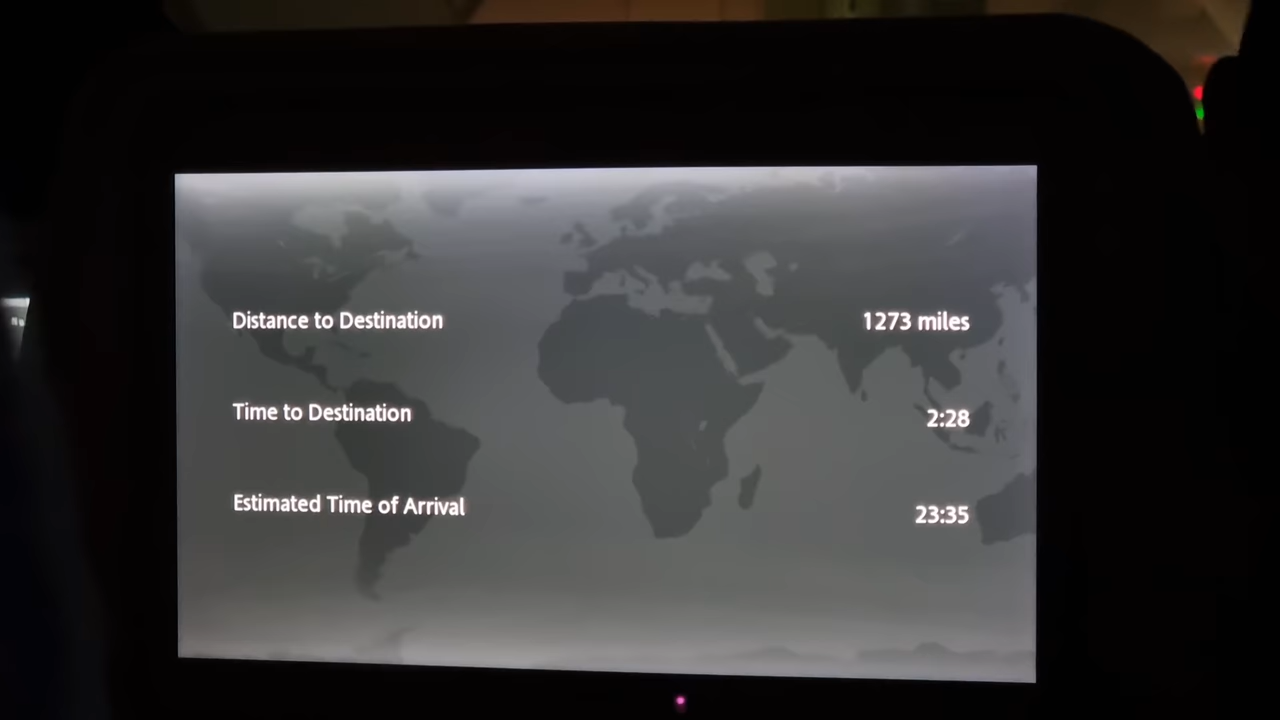 Distance to Destination 1273 miles
Time to Destination 2:28
Estimated Time of Arrival 23:35